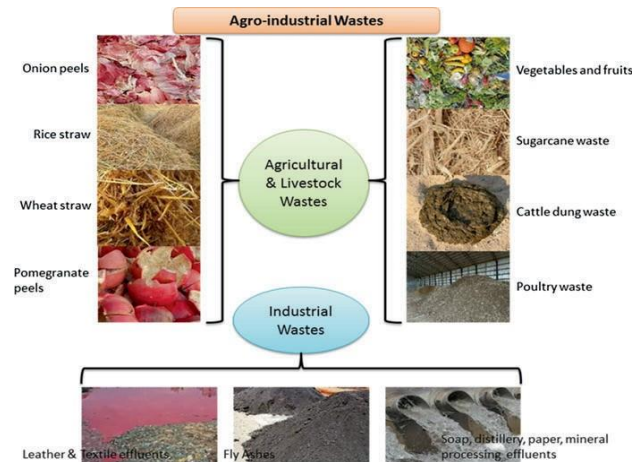 Agro-industrial Wastes
Onion peels
Rice straw
Wheat straw
Pomegranate
peels
Agricultural
& Livestock
Wastes
Vegetables and fruits
Sugarcane waste
Cattle dung waste
Poultry waste
Industrial
Wastes
Leather & Textile effluents
Fly Ashes
Soap, distillery, paper, mineral
processing effluents